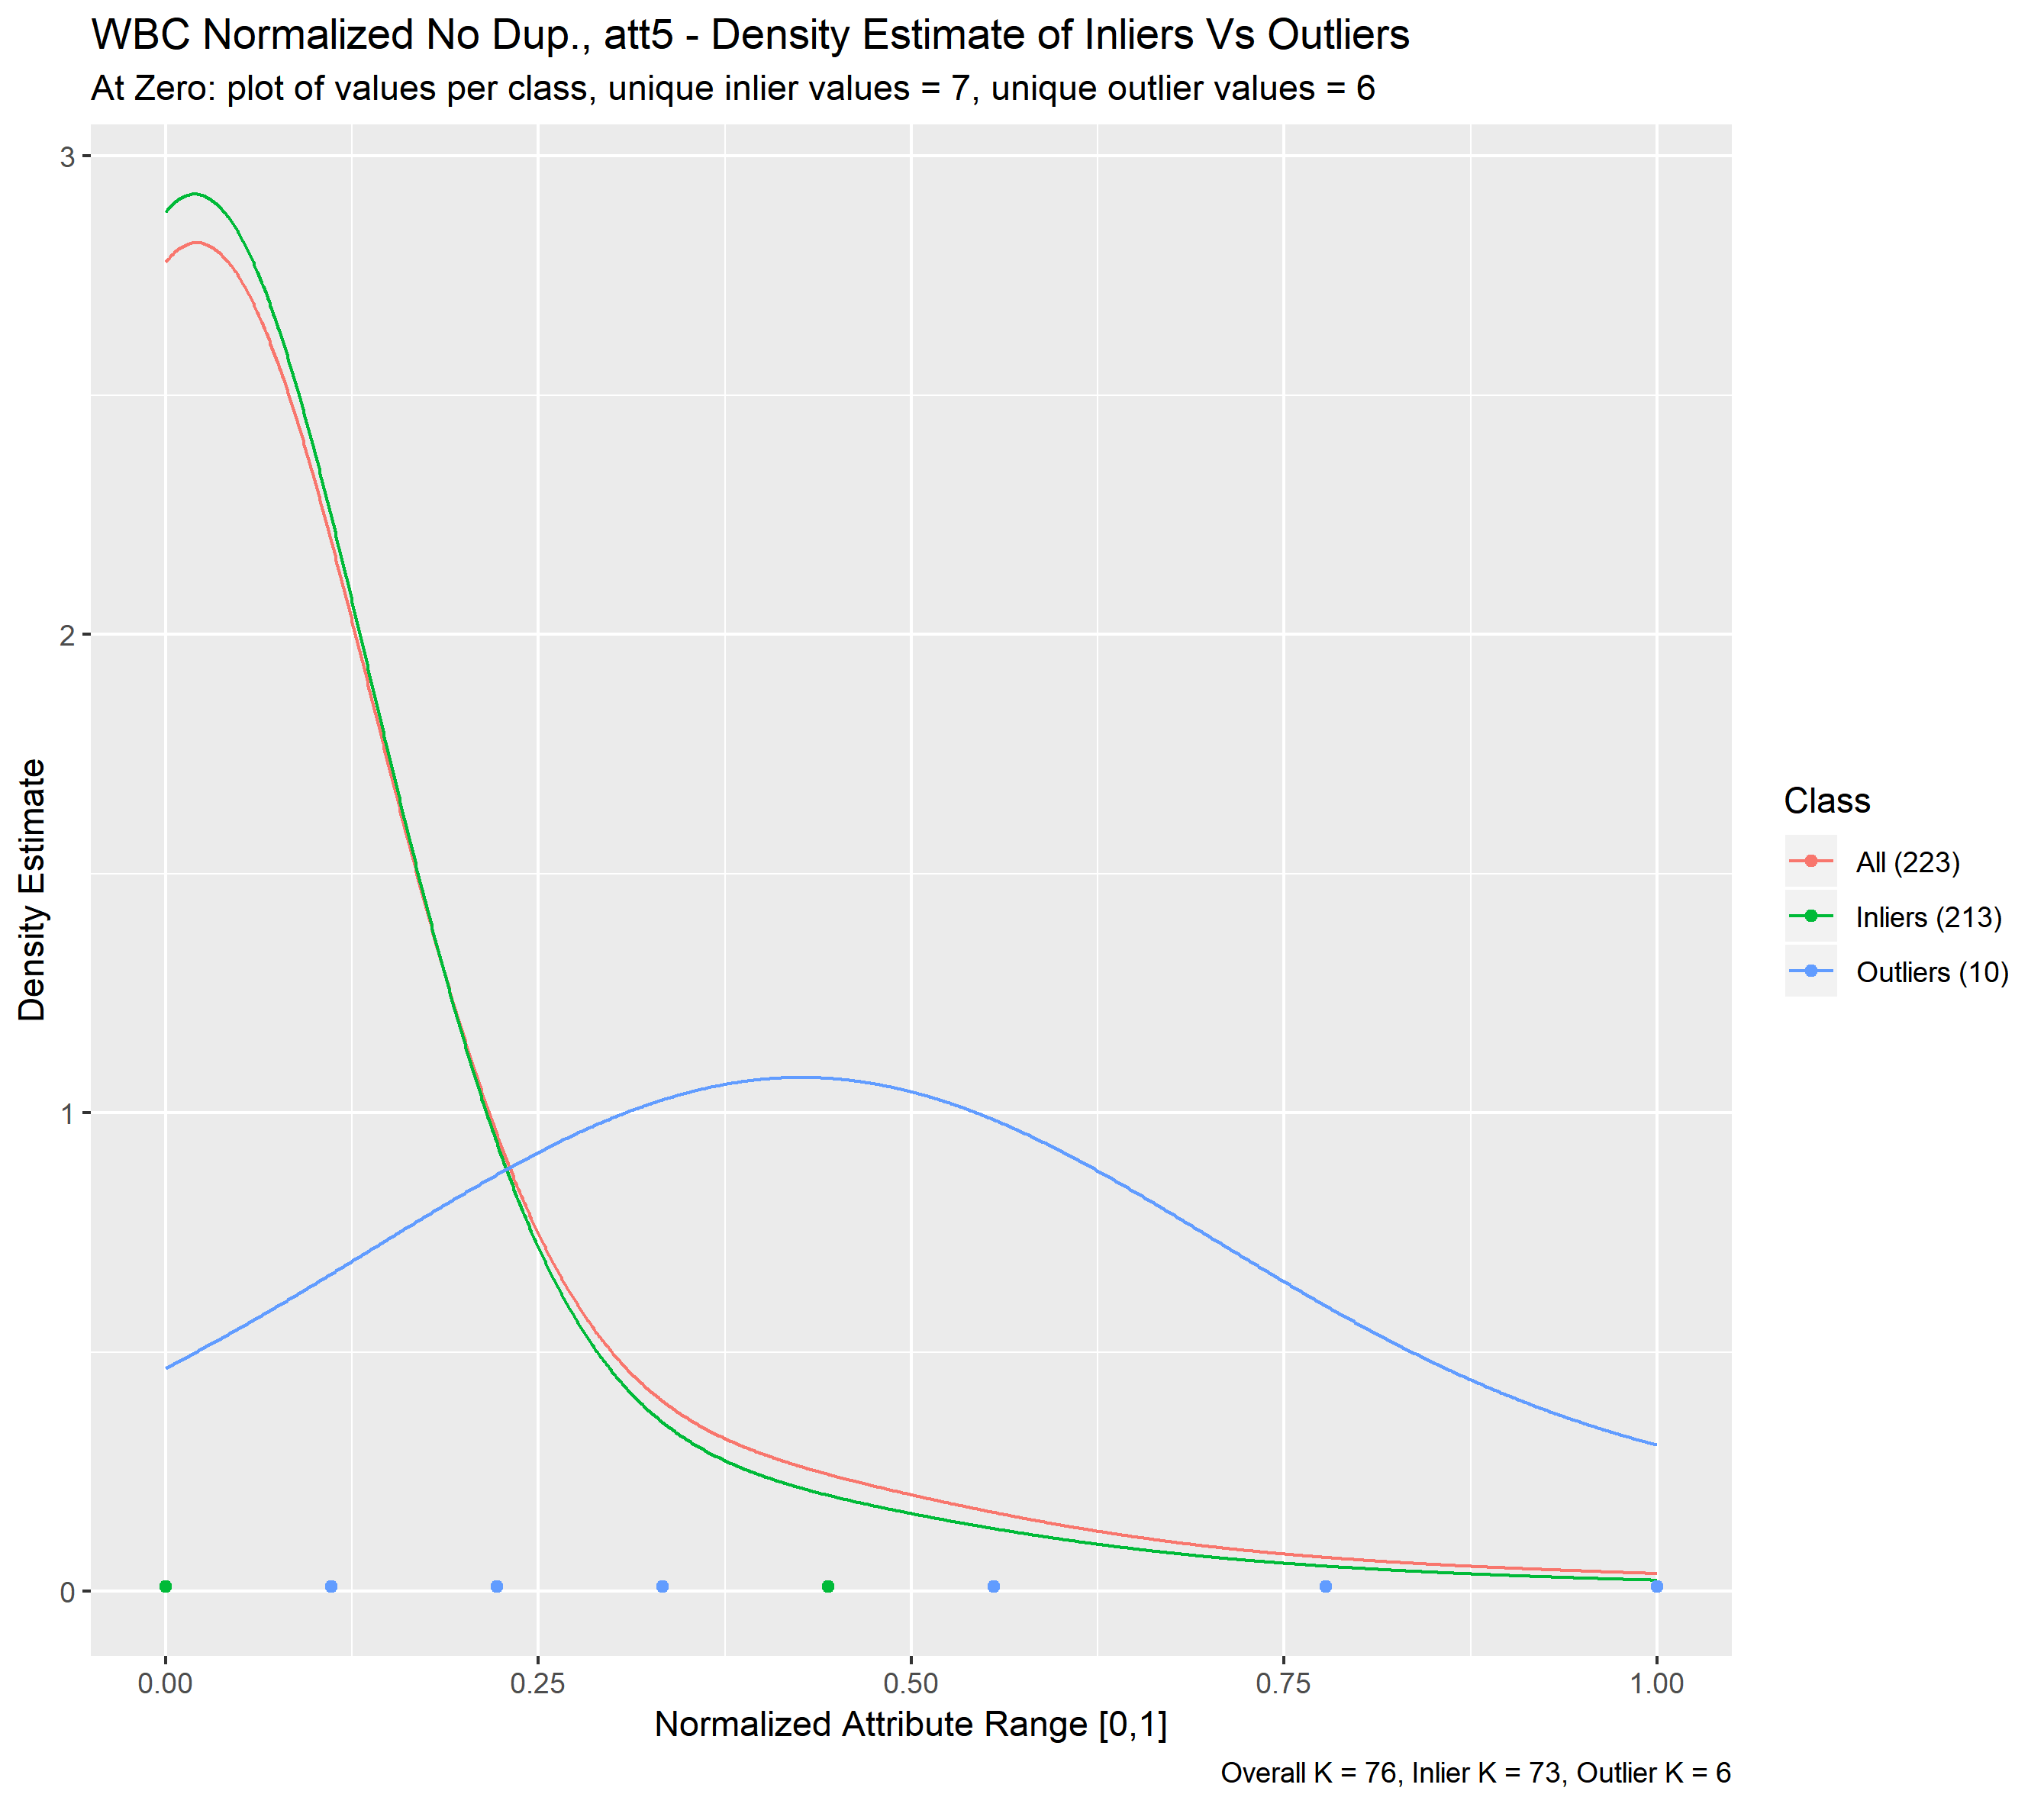 WBC Normalized No Dup., att5 - Density Estimate of Inliers Vs Outliers
At Zero: plot of values per class, unique inlier values = 7, unique outlier values = 6
3
2
1
0
Density Estimate
0.00 0.25 0.50 0.75 1.00
Normalized Attribute Range [0,1]
Class
All (223)
Inliers (213)
Outliers (10)
Overall K = 76, Inlier K = 73, Outlier K = 6